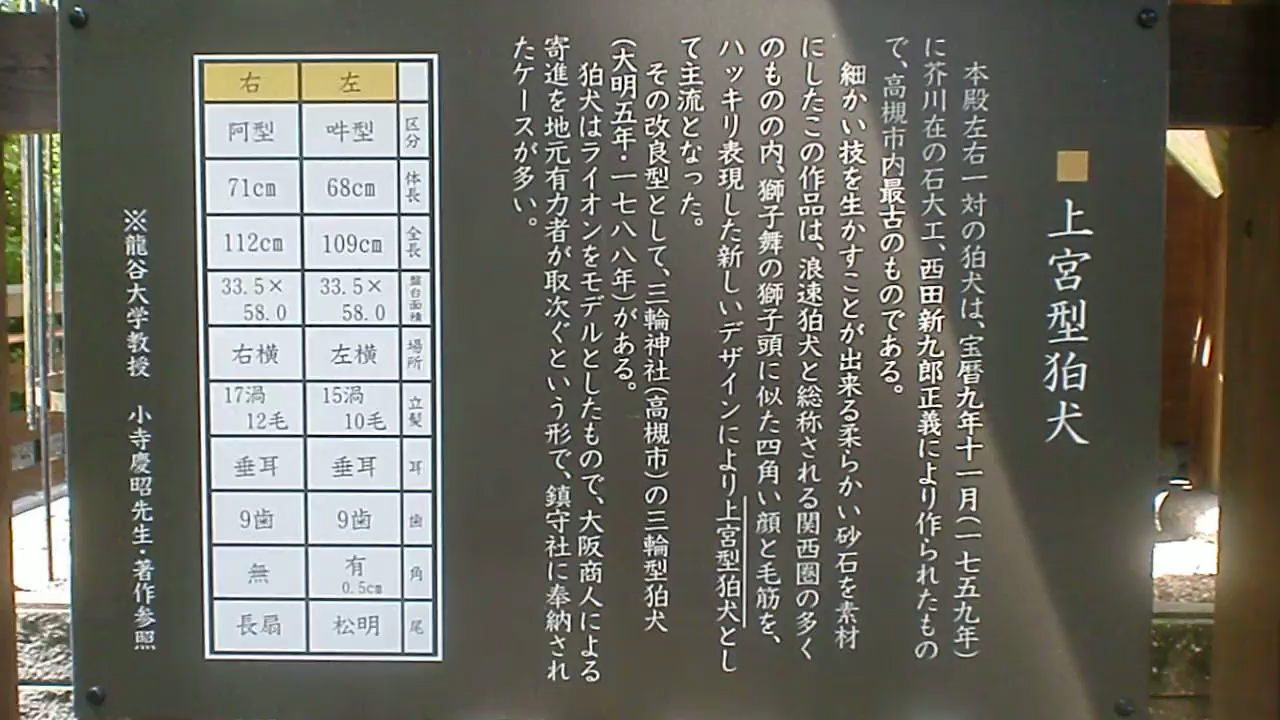 上宮型狛犬
本殿左右一対の狛犬は、宝暦九年十一月(一七五九年)
に芥川在の石大工、西田新九郎正義により作られたもの
で、高槻市内最古のものである。
細かい技を生かすことが出来る柔らかい砂石を素材
にしたこの作品は、浪速狛犬と総称される関西圏の多く
のものの内、獅子舞の獅子頭に似た四角い顔と毛筋を、
ハッキリ表現した新しいデザインにより上宮型狛犬とし
て主流となった。
その改良型として、三輪神社(高槻市)の三輪型狛犬
(大明五年・一七八八年)がある。
狛犬はライオンをモデルとしたもので、大阪商人による
寄進を地元有力者が取次ぐという形で、鎮守社に奉納され
たケースが多い。
右 左
阿型 吽型 区分
71cm 68cm 体長
112cm 109cm 全長
33.5×58.0 33.5×58.0 盤台面積
右横 左横 場所
17渦12毛 15渦10毛 立髪
垂耳 垂耳 耳
9歯 9歯 歯
無 有0.5cm 角
長扇 松明 尾
※龍谷大学教授 小寺慶昭先生・著作参照